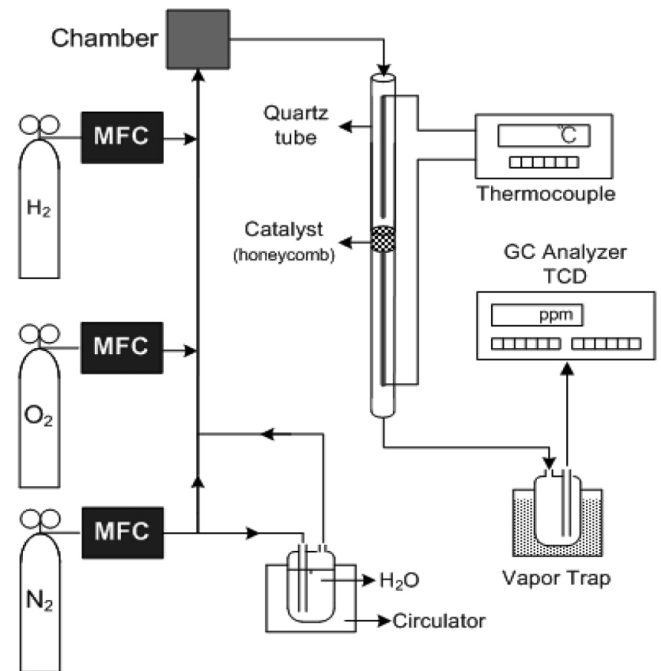 Chamber
MFC
H₂
Quartz
tube
°C
Thermocouple
Catalyst
(honeycomb)
GC Analyzer
TCD
ppm
MFC
O₂
MFC
N₂
H₂O
Circulator
Vapor Trap